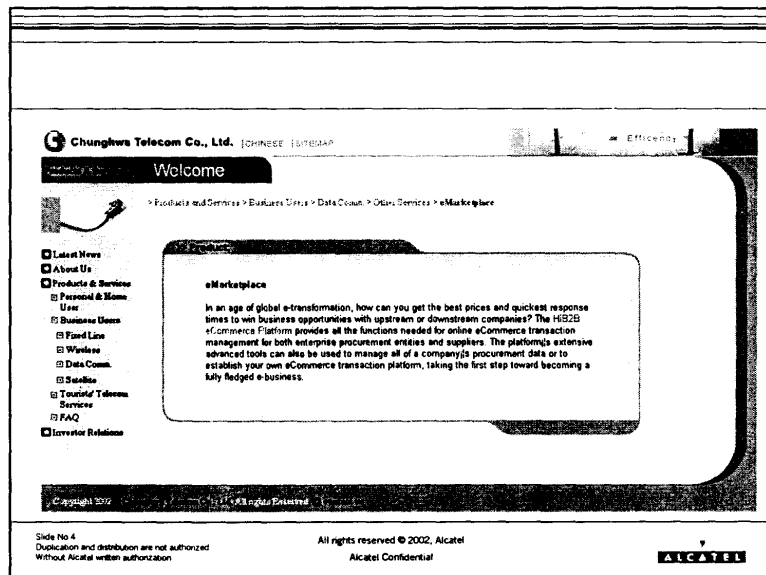 Chunghwa Telecom Co., Ltd. |CHINESE |SITEMAP
Efficency
Welcome
> Products and Services > Business Users > Data Comm. > Other Services > eMarketplace
Latest News
About Us
Products & Services
Personal & Home
User
Business Users
Fixed Line
Wireless
Data Comm.
Satellite
Tourists' Telecom
Services
FAQ
Investor Relations
eMarketplace
In an age of global e-transformation, how can you get the best prices and quickest response
times to win business opportunities with upstream or downstream companies? The HiB2B
eCommerce Platform provides all the functions needed for online eCommerce transaction
management for both enterprise procurement entities and suppliers. The platform¡s extensive
advanced tools can also be used to manage all of a company¡s procurement data or to
establish your own eCommerce transaction platform, taking the first step toward becoming a
fully fledged e-business.
Copyright 2002 All rights Reserved
Slide No 4
Duplication and distribution are not authorized
Without Alcatel written authorization
All rights reserved © 2002, Alcatel
Alcatel Confidential
ALCATEL